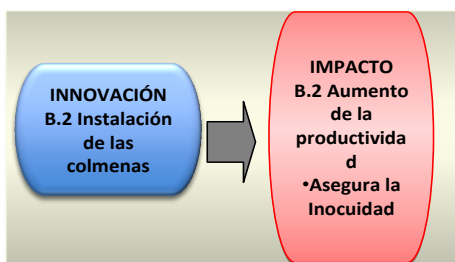 INNOVACIÓN
B.2 Instalación
de las
colmenas
IMPACTO
B.2 Aumento
de la
productivida
d
•Asegura la
Inocuidad